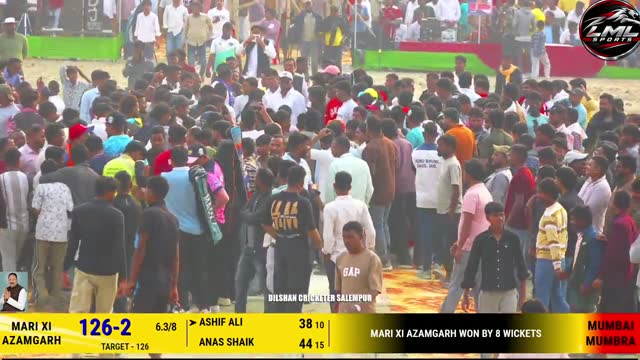 LML
SPORTS
GAP
DILSHAN CRICKETER SALEMPUR
MARI XI
AZAMGARH
126-2
6.3/8
TARGET - 126
ASHIF ALI 38 10
ANAS SHAIK 44 15
MARI XI AZAMGARH WON BY 8 WICKETS
MUMBAI
MUMBRA